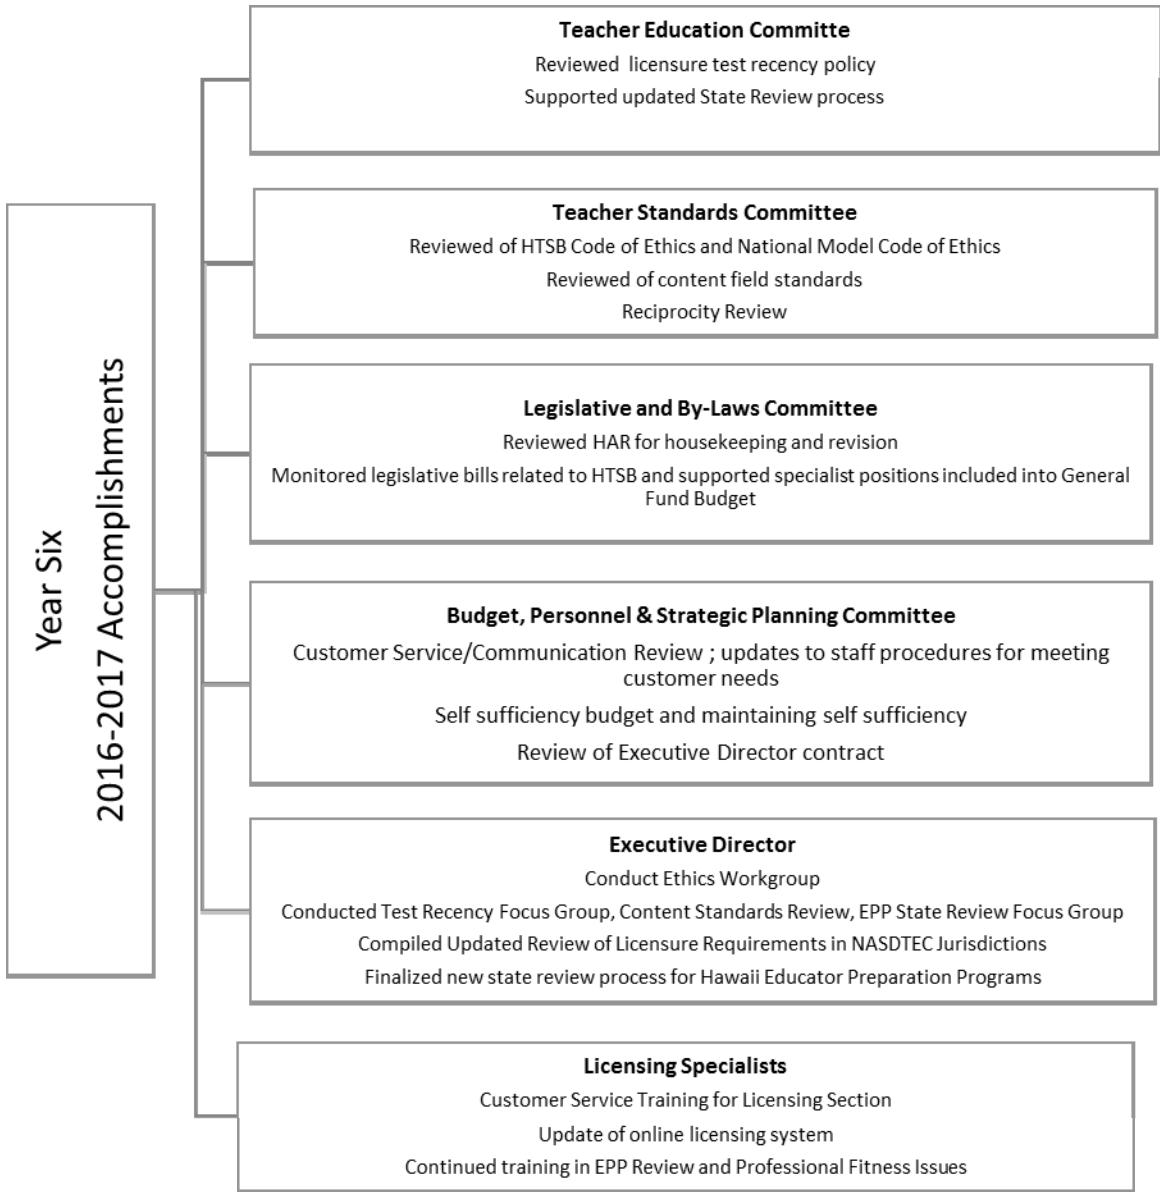 Year Six
2016-2017 Accomplishments
Teacher Education Committe
Reviewed licensure test recency policy
Supported updated State Review process
Teacher Standards Committee
Reviewed of HTSB Code of Ethics and National Model Code of Ethics
Reviewed of content field standards
Reciprocity Review
Legislative and By-Laws Committee
Reviewed HAR for housekeeping and revision
Monitored legislative bills related to HTSB and supported specialist positions included into General
Fund Budget
Budget, Personnel & Strategic Planning Committee
Customer Service/Communication Review ; updates to staff procedures for meeting
customer needs
Self sufficiency budget and maintaining self sufficiency
Review of Executive Director contract
Executive Director
Conduct Ethics Workgroup
Conducted Test Recency Focus Group, Content Standards Review, EPP State Review Focus Group
Compiled Updated Review of Licensure Requirements in NASDTEC Jurisdictions
Finalized new state review process for Hawaii Educator Preparation Programs
Licensing Specialists
Customer Service Training for Licensing Section
Update of online licensing system
Continued training in EPP Review and Professional Fitness Issues